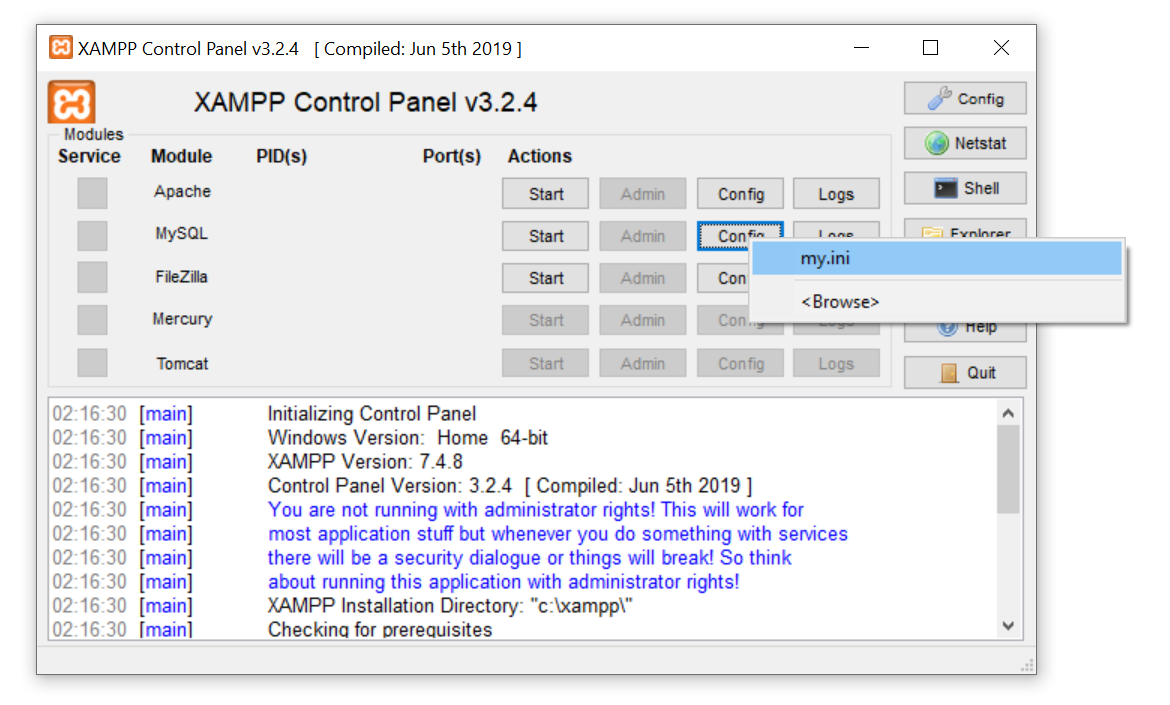 XAMPP Control Panel v3.2.4 [ Compiled: Jun 5th 2019 ]
XAMPP Control Panel v3.2.4
Config
Modules
Service Module PID(s) Port(s) Actions
Netstat
Apache Start Admin Config Logs
Shell
MySQL Start Admin Config Logs
Explorer
my.ini
FileZilla Start Admin
<Browse>
Mercury Start Admin Config Logs
Help
Tomcat Start Admin Config Logs
Quit
02:16:30 [main] Initializing Control Panel
02:16:30 [main] Windows Version: Home 64-bit
02:16:30 [main] XAMPP Version: 7.4.8
02:16:30 [main] Control Panel Version: 3.2.4 [ Compiled: Jun 5th 2019 ]
02:16:30 [main] You are not running with administrator rights! This will work for
02:16:30 [main] most application stuff but whenever you do something with services
02:16:30 [main] there will be a security dialogue or things will break! So think
02:16:30 [main] about running this application with administrator rights!
02:16:30 [main] XAMPP Installation Directory: "c:\xampp\"
02:16:30 [main] Checking for prerequisites